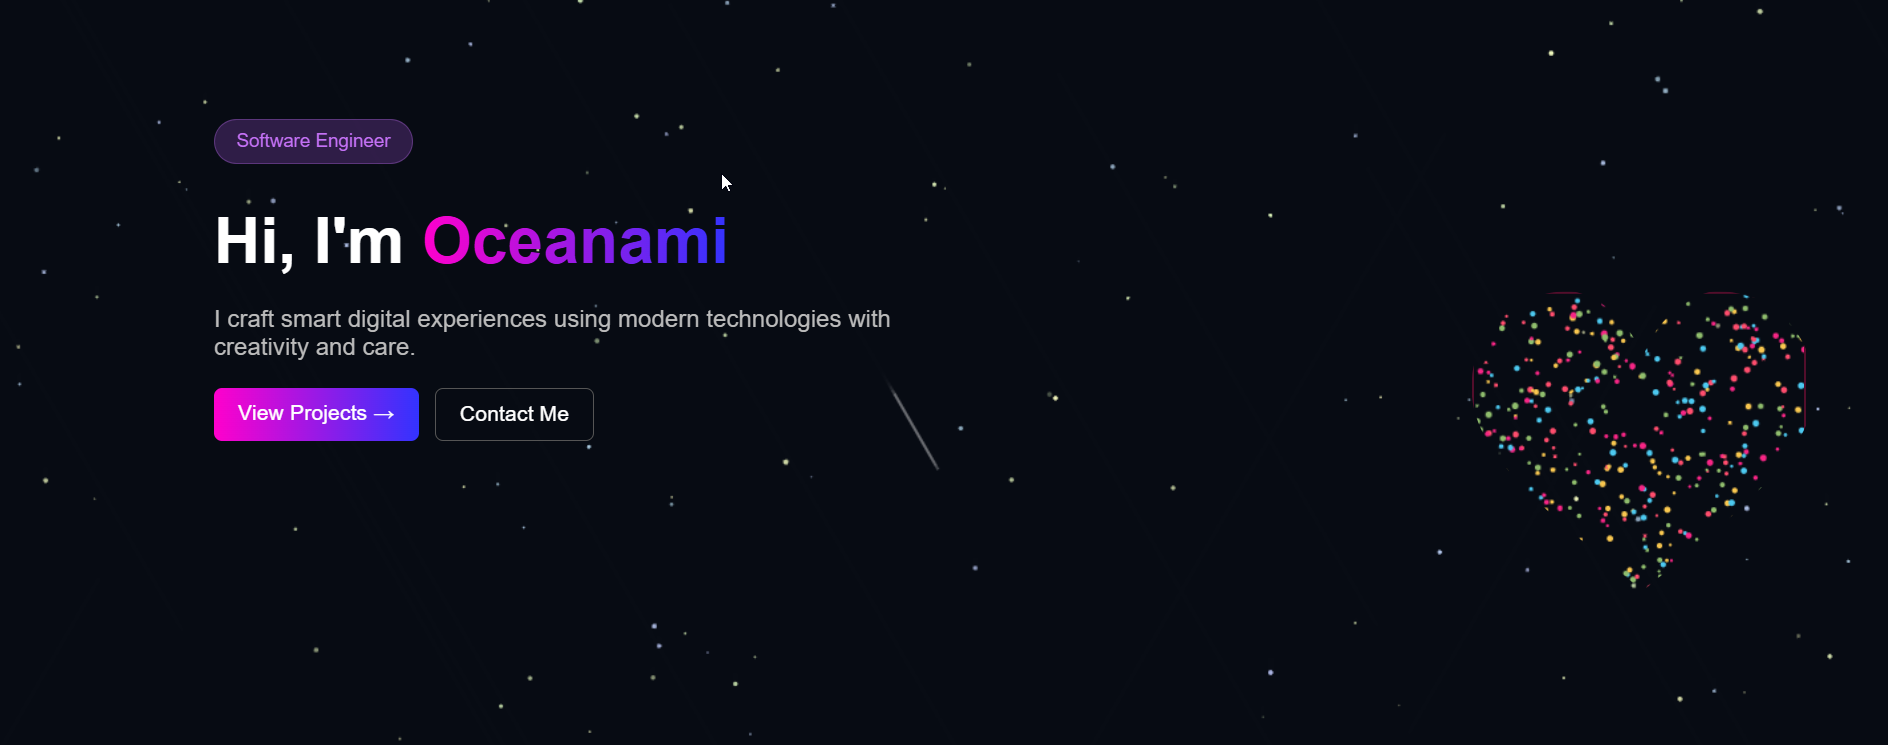 Software Engineer
Hi, I'm Oceanami
I craft smart digital experiences using modern technologies with
creativity and care.
View Projects →
Contact Me